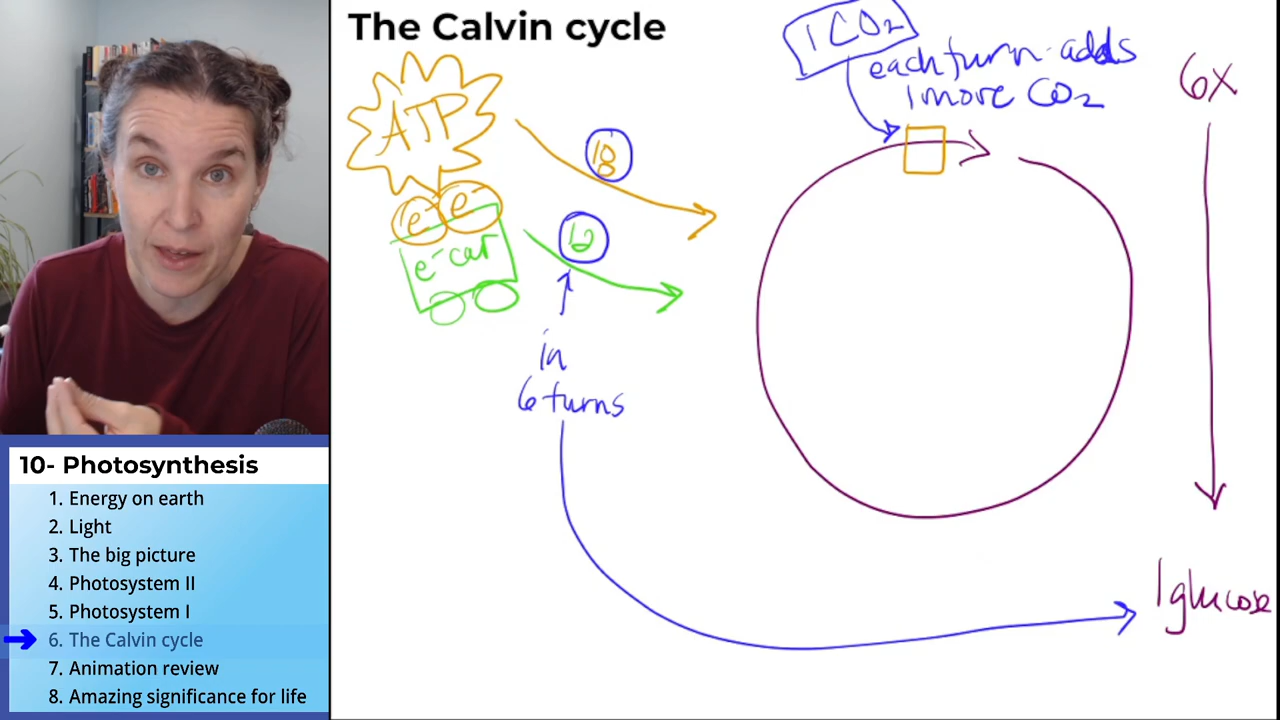 The Calvin cycle
1 CO2
each turn adds
1 more CO2
6x
ATP
18
e- e-
e- car
12
in
6 turns
1 glucose
10- Photosynthesis
1. Energy on earth
2. Light
3. The big picture
4. Photosystem II
5. Photosystem I
6. The Calvin cycle
7. Animation review
8. Amazing significance for life